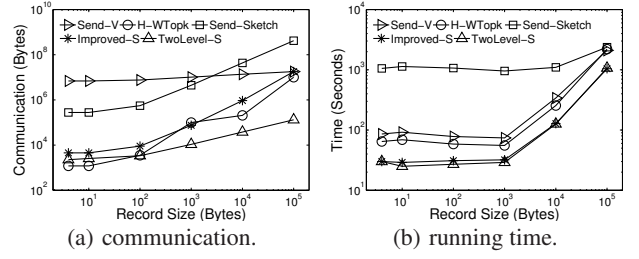 Send-V H-WTopk Send-Sketch
Improved-S TwoLevel-S
10^10
10^8
10^6
10^4
10^2
Communication (Bytes)
10^1 10^2 10^3 10^4 10^5
Record Size (Bytes)
(a) communication.
Send-V H-WTopk Send-Sketch
Improved-S TwoLevel-S
10^4
10^3
10^2
10^1
Time (Seconds)
10^1 10^2 10^3 10^4 10^5
Record Size (Bytes)
(b) running time.